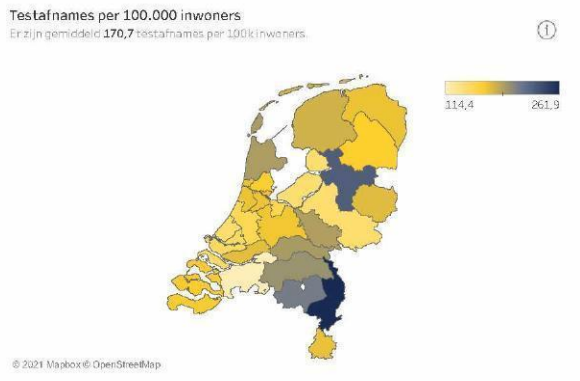 Testafnames per 100.000 inwoners
Er zijn gemiddeld 170,7 testafnames per 100k inwoners.
i
114,4 261,9
© 2021 Mapbox © OpenStreetMap